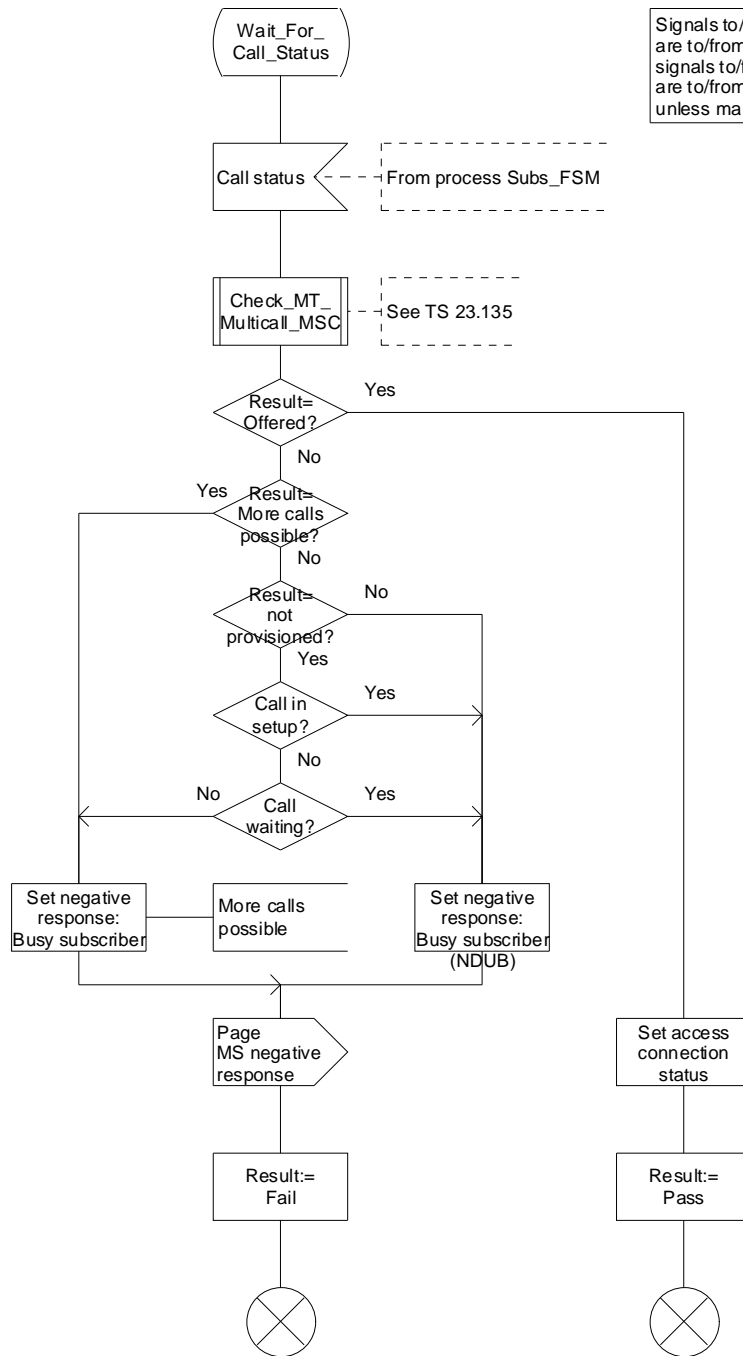 Wait_For_
Call_Status
Signals to/
are to/from
signals to/f
are to/from
unless ma
Call status
From process Subs_FSM
Check_MT_
Multicall_MSC
See TS 23.135
Result=
Offered?
Yes
No
Yes
Result=
More calls
possible?
No
Result=
not
provisioned?
No
Yes
Call in
setup?
Yes
No
No
Call
waiting?
Yes
Set negative
response:
Busy subscriber
More calls
possible
Set negative
response:
Busy subscriber
(NDUB)
Page
MS negative
response
Set access
connection
status
Result:=
Fail
Result:=
Pass